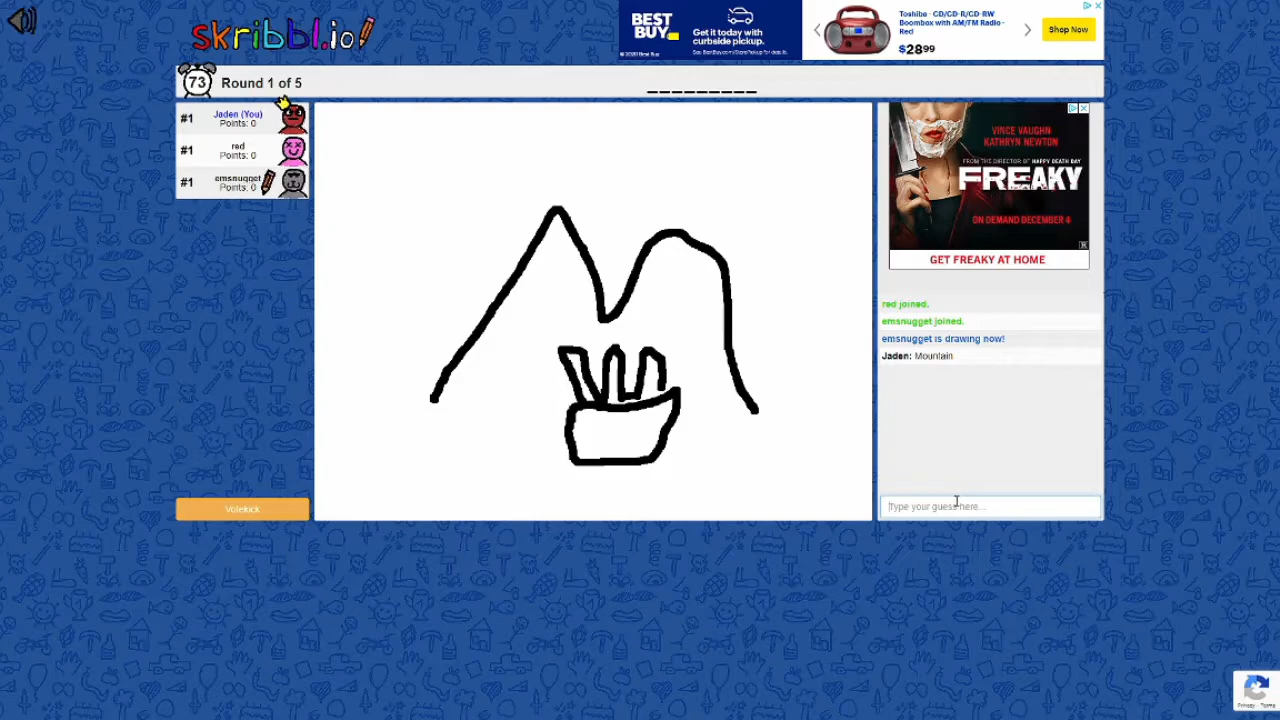 skribbl.io
BEST
BUY
Get it today with
curbside pickup.
Toshiba - CD/CD-R/CD-RW
Boombox with AM/FM Radio -
Red
$28⁹⁹
Shop Now
73
Round 1 of 5
_ _ _ _ _ _ _ _ _
#1
Jaden (You)
Points: 0
#1
red
Points: 0
#1
emsnugget
Points: 0
VINCE VAUGHN
KATHRYN NEWTON
FROM THE DIRECTOR OF HAPPY DEATH DAY
FREAKY
ON DEMAND DECEMBER 4
GET FREAKY AT HOME
red joined.
emsnugget joined.
emsnugget is drawing now!
Jaden: Mountain
Votekick
Type your guess here...
Privacy - Terms